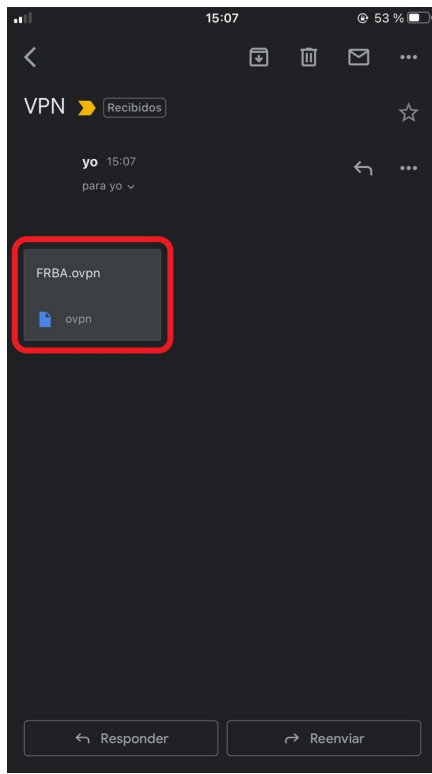 15:07
53 %
VPN
Recibidos
yo 15:07
para yo
FRBA.ovpn
ovpn
Responder
Reenviar